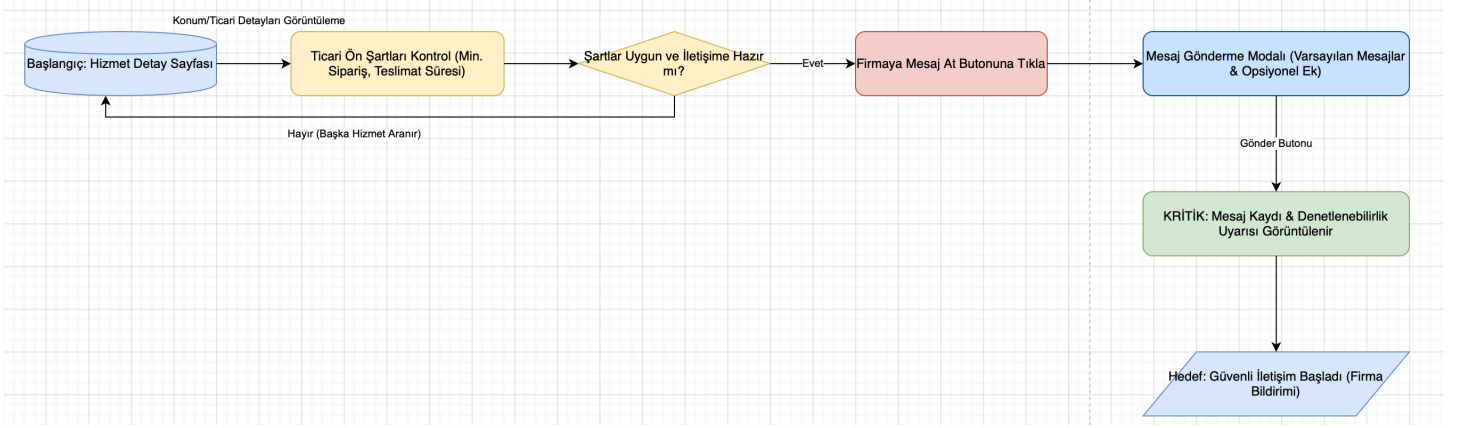 Konum/Ticari Detayları Görüntüleme
Başlangıç: Hizmet Detay Sayfası
Ticari Ön Şartları Kontrol (Min.
Sipariş, Teslimat Süresi)
Şartlar Uygun ve İletişime Hazır
mı?
Evet
Firmaya Mesaj At Butonuna Tıkla
Mesaj Gönderme Modalı (Varsayılan Mesajlar
& Opsiyonel Ek)
Hayır (Başka Hizmet Aranır)
Gönder Butonu
KRİTİK: Mesaj Kaydı & Denetlenebilirlik
Uyarısı Görüntülenir
Hedef: Güvenli İletişim Başladı (Firma
Bildirimi)